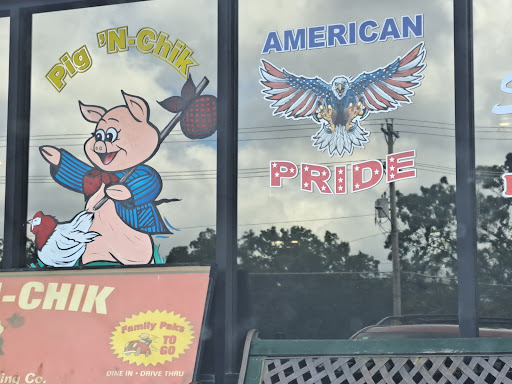 Pig 'N-Chik
AMERICAN
PRIDE
-CHIK
Family Paks
TO
GO
DINE IN • DRIVE THRU
ing Co.